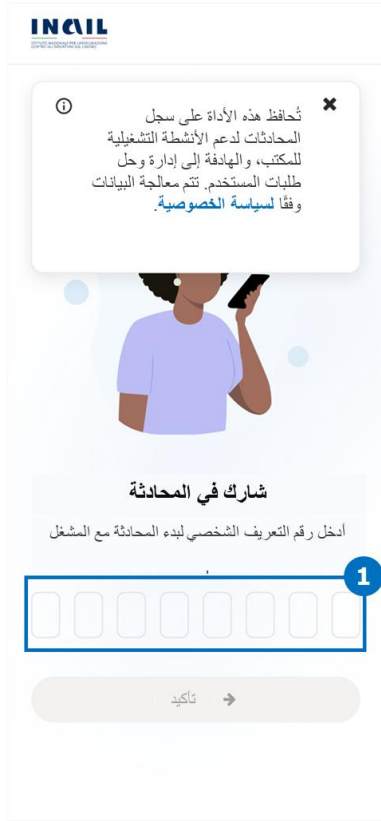 INAIL
ISTITUTO NAZIONALE PER L'ASSICURAZIONE
CONTRO GLI INFORTUNI SUL LAVORO
تُحافظ هذه الأداة على سجل
المحادثات لدعم الأنشطة التشغيلية
للمكتب، والهادفة إلى إدارة وحل
طلبات المستخدم. تتم معالجة البيانات
وفقًا لسياسة الخصوصية.
شارك في المحادثة
أدخل رقم التعريف الشخصي لبدء المحادثة مع المشغل
1
تأكيد